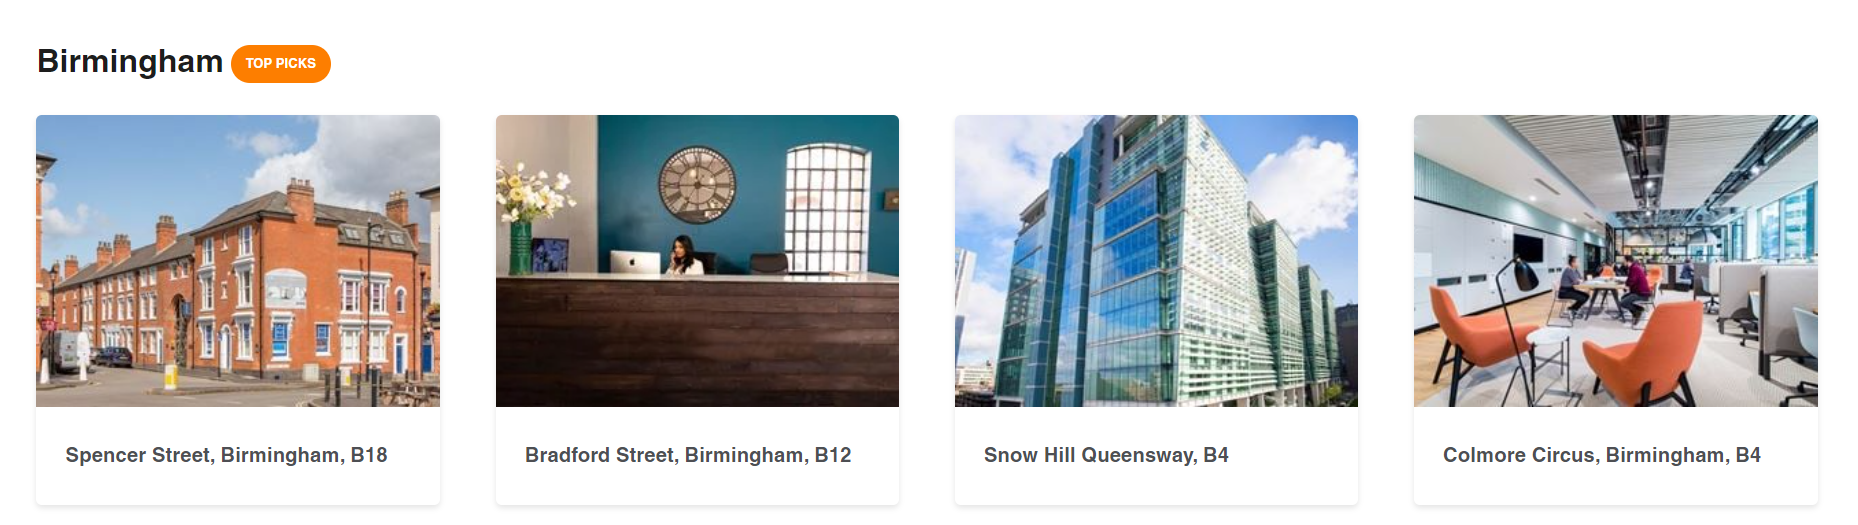 Birmingham TOP PICKS
Spencer Street, Birmingham, B18
Bradford Street, Birmingham, B12
Snow Hill Queensway, B4
Colmore Circus, Birmingham, B4